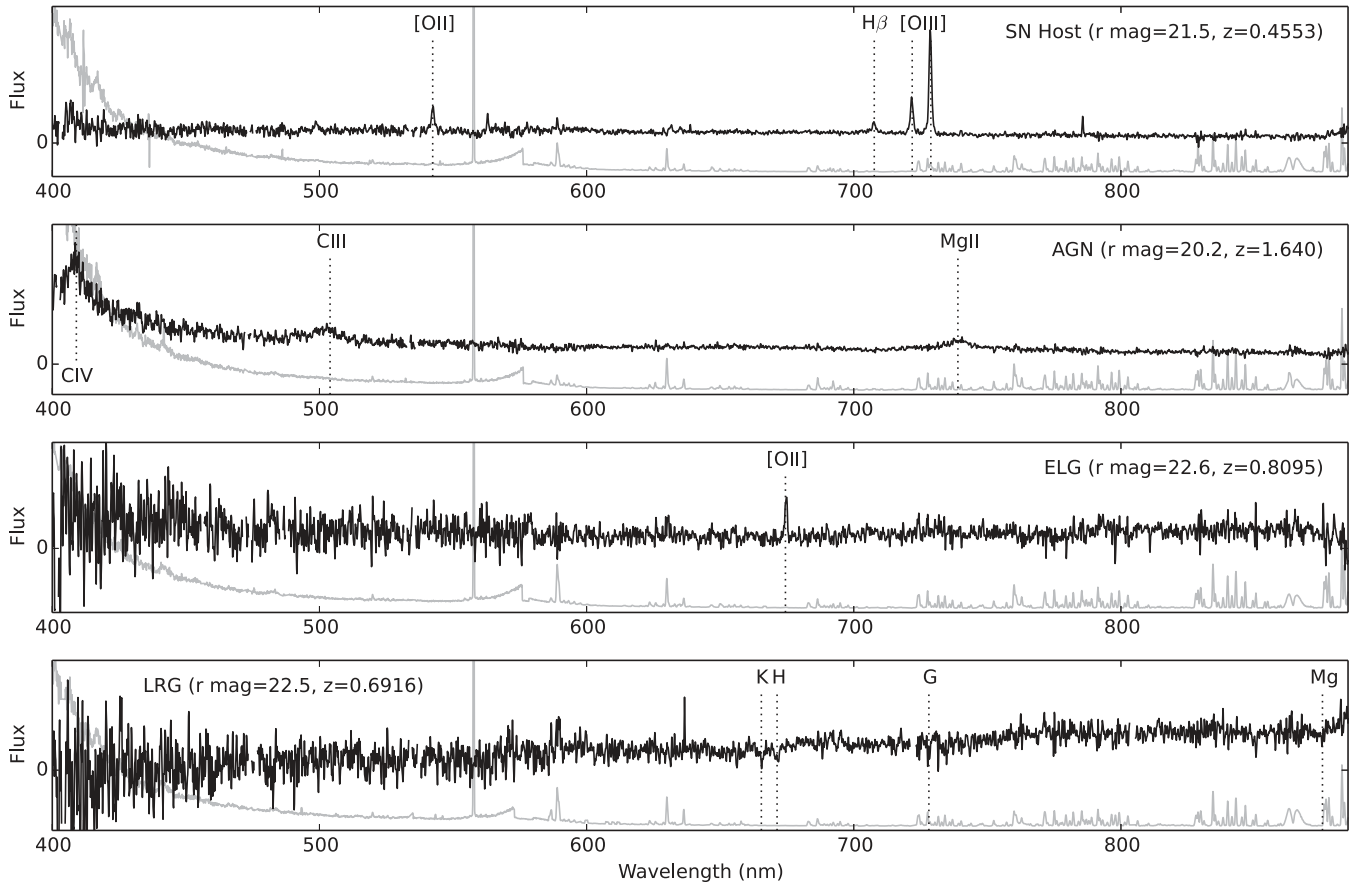 [OII]
Hβ [OIII]
SN Host (r mag=21.5, z=0.4553)
Flux
0
400 500 600 700 800
CIII
MgII
AGN (r mag=20.2, z=1.640)
Flux
0
CIV
400 500 600 700 800
[OII]
ELG (r mag=22.6, z=0.8095)
Flux
0
400 500 600 700 800
LRG (r mag=22.5, z=0.6916)
K H G Mg
Flux
0
400 500 600 700 800
Wavelength (nm)